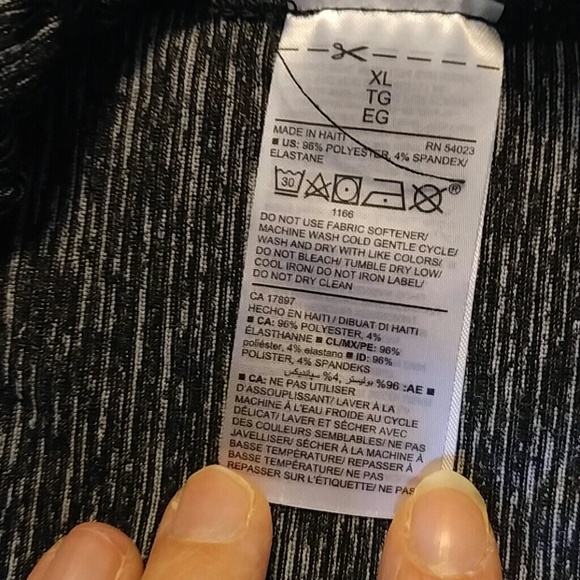 XL
TG
EG
MADE IN HAITI RN 54023
■ US: 96% POLYESTER, 4% SPANDEX/
ELASTANE
30
®
1166
DO NOT USE FABRIC SOFTENER/
MACHINE WASH COLD GENTLE CYCLE/
WASH AND DRY WITH LIKE COLORS/
DO NOT BLEACH/ TUMBLE DRY LOW/
COOL IRON/ DO NOT IRON LABEL/
DO NOT DRY CLEAN
CA 17897
HECHO EN HAITI / DIBUAT DI HAITI
■ CA: 96% POLYESTER, 4%
ÉLASTHANNE ■ CL/MX/PE: 96%
poliéster, 4% elastano ■ ID: 96%
POLISTER, 4% SPANDEKS
■ AE: 96% بوليستر, 4% سباندكس
■ CA: NE PAS UTILISER
D'ASSOUPLISSANT/ LAVER À LA
MACHINE À L'EAU FROIDE AU CYCLE
DÉLICAT/ LAVER ET SÉCHER AVEC
DES COULEURS SEMBLABLES/ NE PAS
JAVELLISER/ SÉCHER À LA MACHINE À
BASSE TEMPÉRATURE/ REPASSER À
BASSE TEMPÉRATURE/ NE PAS
REPASSER SUR L'ÉTIQUETTE/ NE PAS